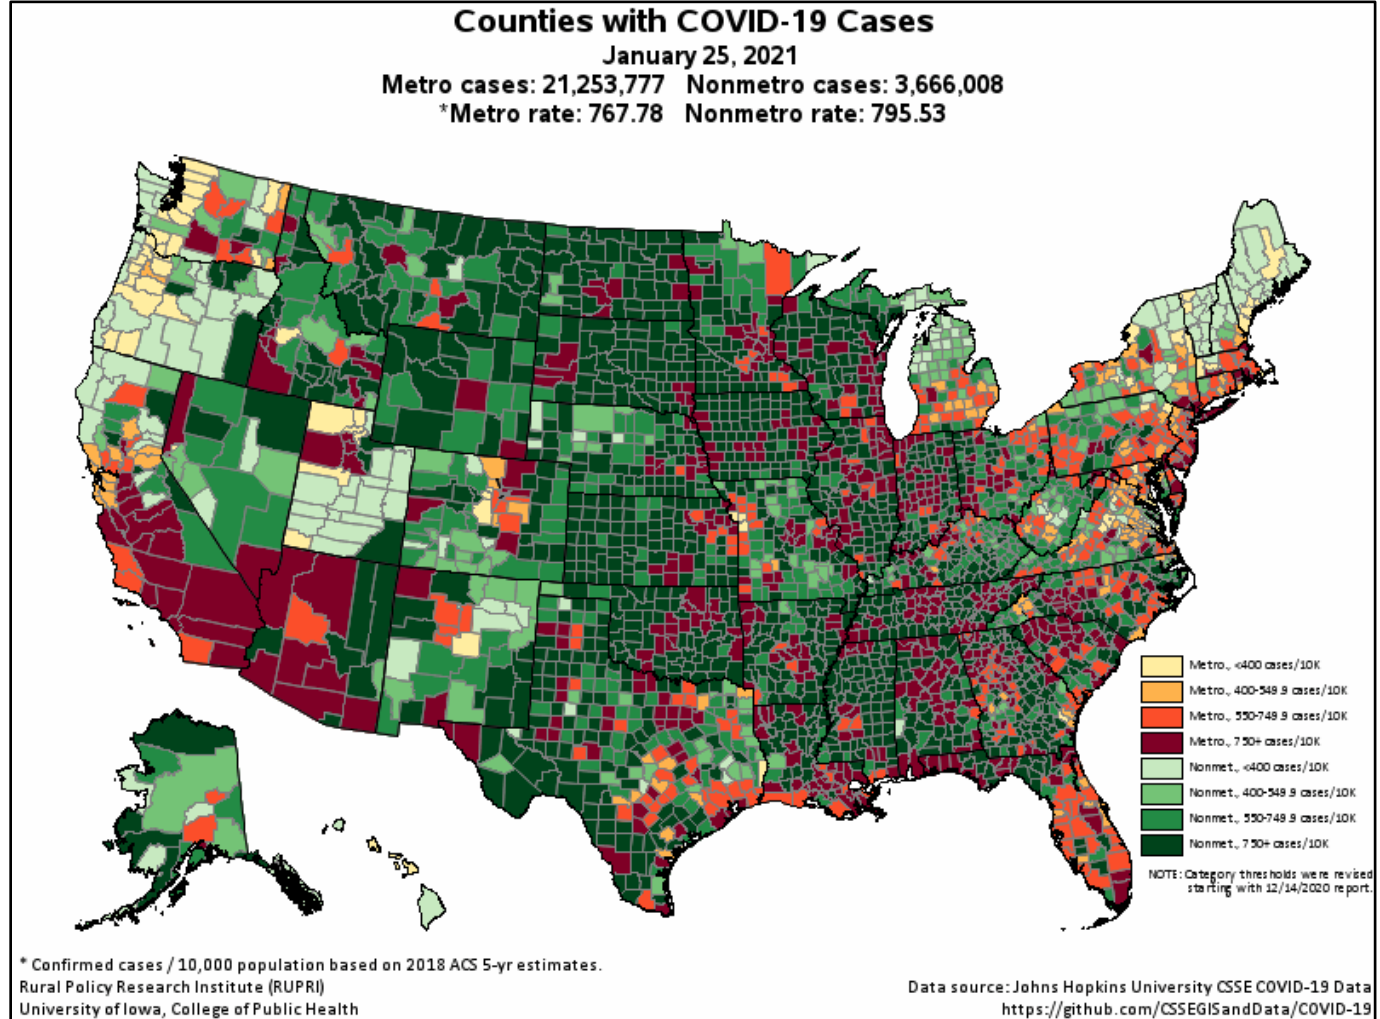 Counties with COVID-19 Cases
January 25, 2021
Metro cases: 21,253,777 Nonmetro cases: 3,666,008
*Metro rate: 767.78 Nonmetro rate: 795.53
Metro., <400 cases/10K
Metro., 400-549.9 cases/10K
Metro., 550-749.9 cases/10K
Metro., 750+ cases/10K
Nonmet., <400 cases/10K
Nonmet., 400-549.9 cases/10K
Nonmet., 550-749.9 cases/10K
Nonmet., 750+ cases/10K
NOTE: Category thresholds were revised
starting with 12/14/2020 report.
* Confirmed cases / 10,000 population based on 2018 ACS 5-yr estimates.
Rural Policy Research Institute (RUPRI)
University of Iowa, College of Public Health
Data source: Johns Hopkins University CSSE COVID-19 Data
https://github.com/CSSEGISandData/COVID-19